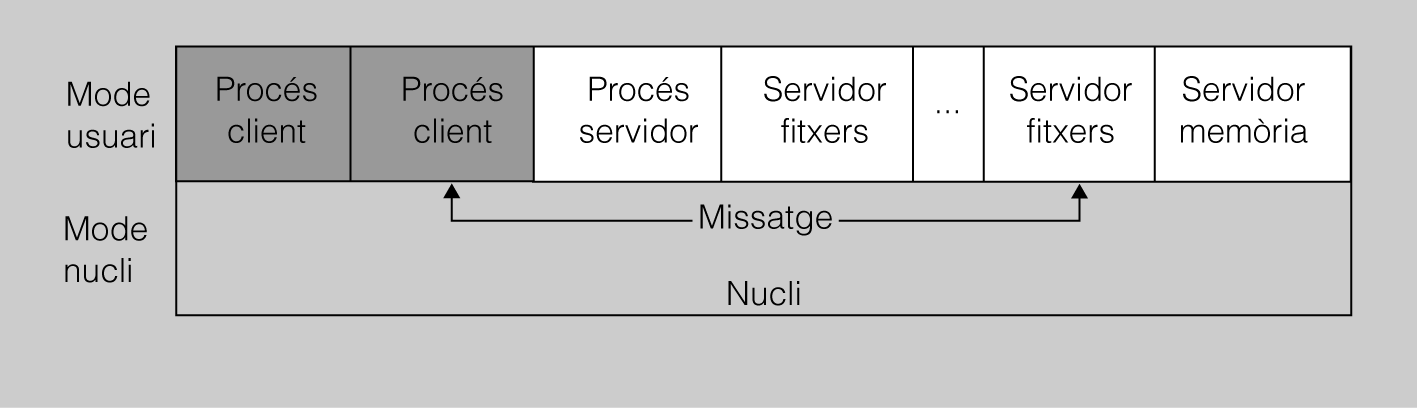 Mode
usuari
Procés
client
Procés
client
Procés
servidor
Servidor
fitxers
...
Servidor
fitxers
Servidor
memòria
Mode
nucli
Missatge
Nucli